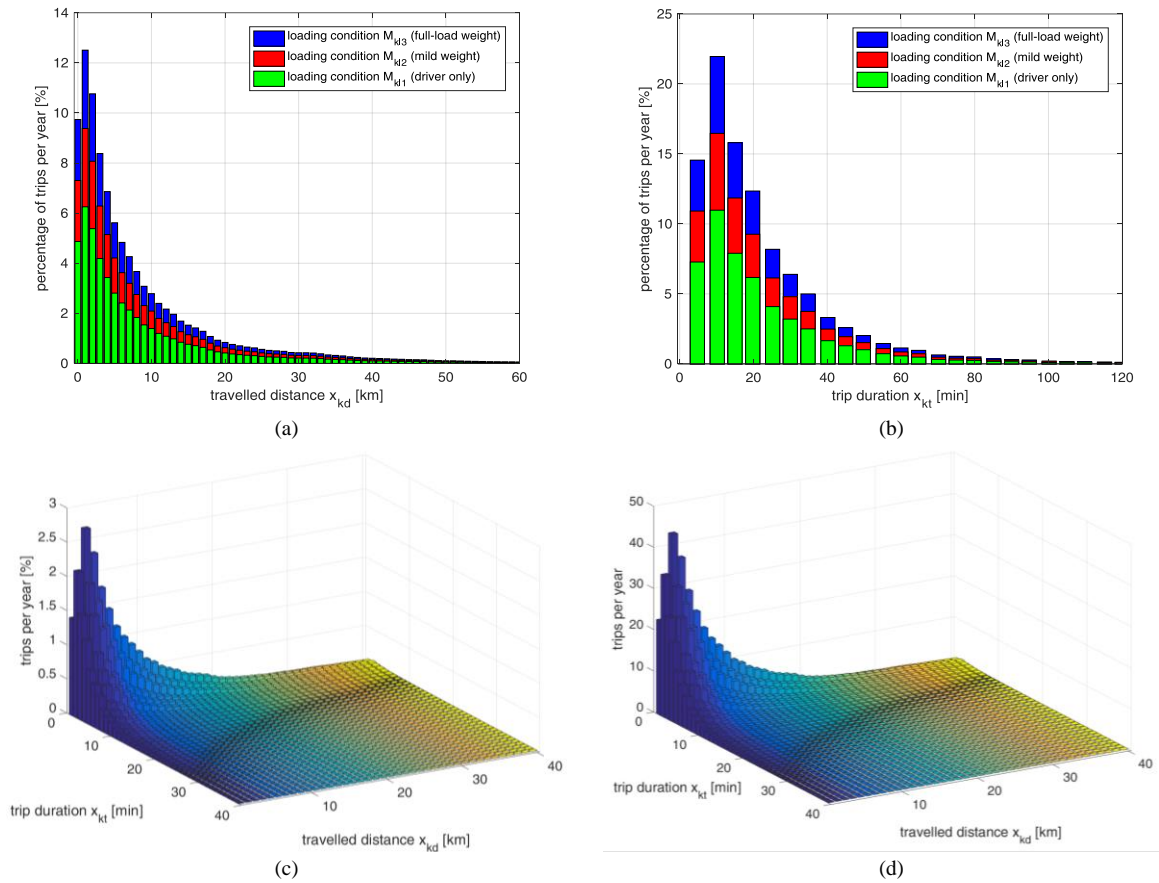 14
12
10
8
6
4
2
0
percentage of trips per year [%]
loading condition M_kl3 (full-load weight)
loading condition M_kl2 (mild weight)
loading condition M_kl1 (driver only)
0 10 20 30 40 50 60
travelled distance x_kd [km]
(a)
25
20
15
10
5
0
percentage of trips per year [%]
loading condition M_kl3 (full-load weight)
loading condition M_kl2 (mild weight)
loading condition M_kl1 (driver only)
0 20 40 60 80 100 120
trip duration x_kt [min]
(b)
3
2.5
2
1.5
1
0.5
0
trips per year [%]
0
10
20
30
40
trip duration x_kt [min]
10
20
30
40
travelled distance x_kd [km]
(c)
50
40
30
20
10
0
trips per year
0
10
20
30
40
trip duration x_kt [min]
10
20
30
40
travelled distance x_kd [km]
(d)